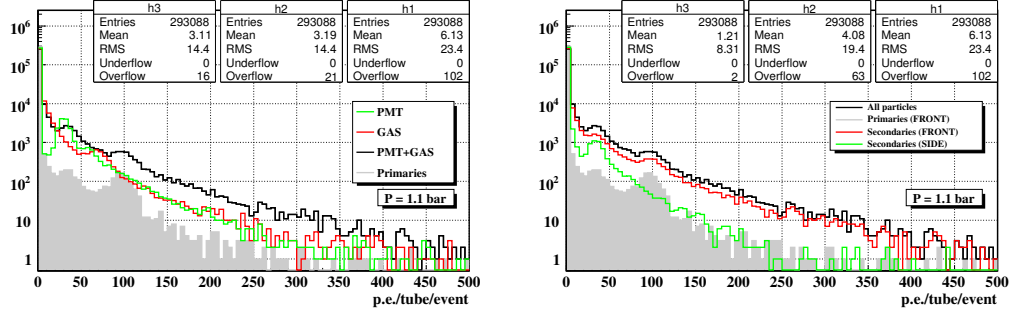 h3 h2 h1
Entries 293088 Entries 293088 Entries 293088
Mean 3.11 Mean 3.19 Mean 6.13
RMS 14.4 RMS 14.4 RMS 23.4
Underflow 0 Underflow 0 Underflow 0
Overflow 16 Overflow 21 Overflow 102
10^6
10^5
10^4
10^3
10^2
10
1
PMT
GAS
PMT+GAS
Primaries
P = 1.1 bar
0 50 100 150 200 250 300 350 400 450 500
p.e./tube/event
h3 h2 h1
Entries 293088 Entries 293088 Entries 293088
Mean 1.21 Mean 4.08 Mean 6.13
RMS 8.31 RMS 19.4 RMS 23.4
Underflow 0 Underflow 0 Underflow 0
Overflow 2 Overflow 63 Overflow 102
10^6
10^5
10^4
10^3
10^2
10
1
All particles
Primaries (FRONT)
Secondaries (FRONT)
Secondaries (SIDE)
P = 1.1 bar
0 50 100 150 200 250 300 350 400 450 500
p.e./tube/event